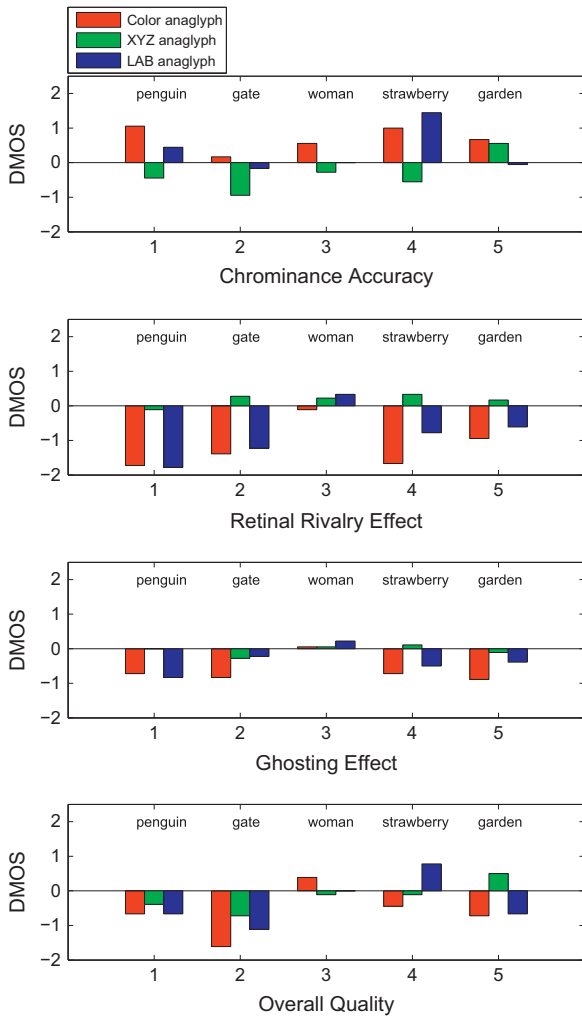 Color anaglyph
XYZ anaglyph
LAB anaglyph
penguin gate woman strawberry garden
2
1
0
−1
−2
DMOS
1 2 3 4 5
Chrominance Accuracy
penguin gate woman strawberry garden
2
1
0
−1
−2
DMOS
1 2 3 4 5
Retinal Rivalry Effect
penguin gate woman strawberry garden
2
1
0
−1
−2
DMOS
1 2 3 4 5
Ghosting Effect
penguin gate woman strawberry garden
2
1
0
−1
−2
DMOS
1 2 3 4 5
Overall Quality